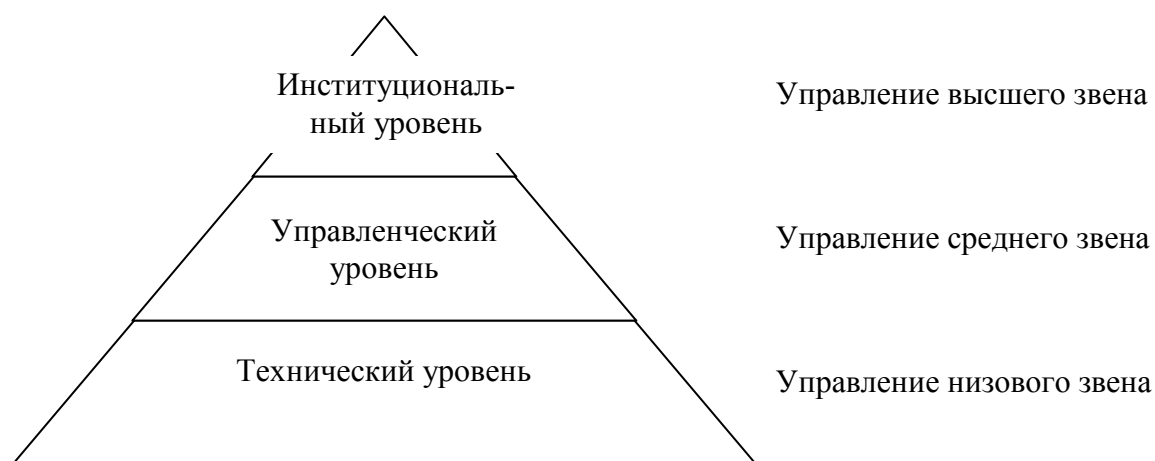 Институциональ-
ный уровень
Управление высшего звена
Управленческий
уровень
Управление среднего звена
Технический уровень
Управление низового звена